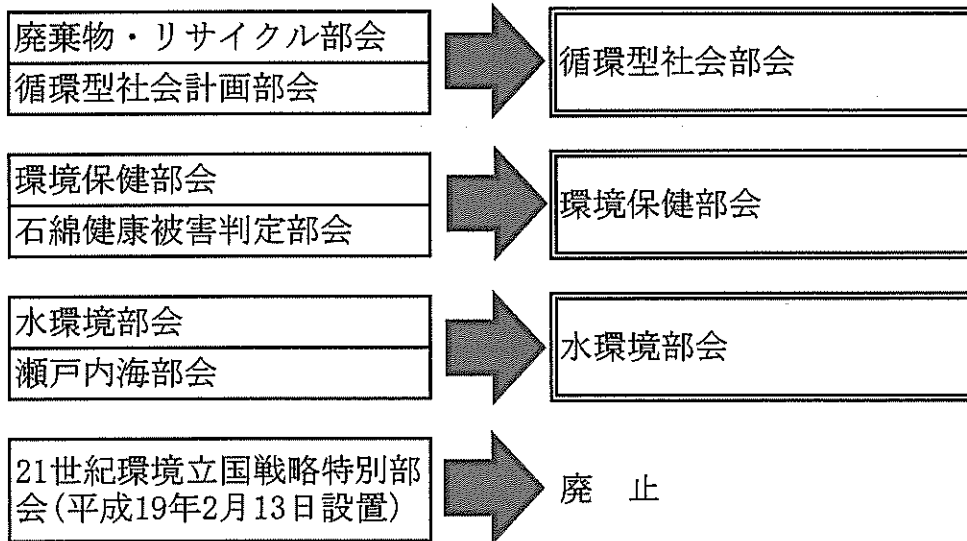 廃棄物・リサイクル部会
循環型社会計画部会
循環型社会部会
環境保健部会
石綿健康被害判定部会
環境保健部会
水環境部会
瀬戸内海部会
水環境部会
21世紀環境立国戦略特別部
会(平成19年2月13日設置)
廃　止